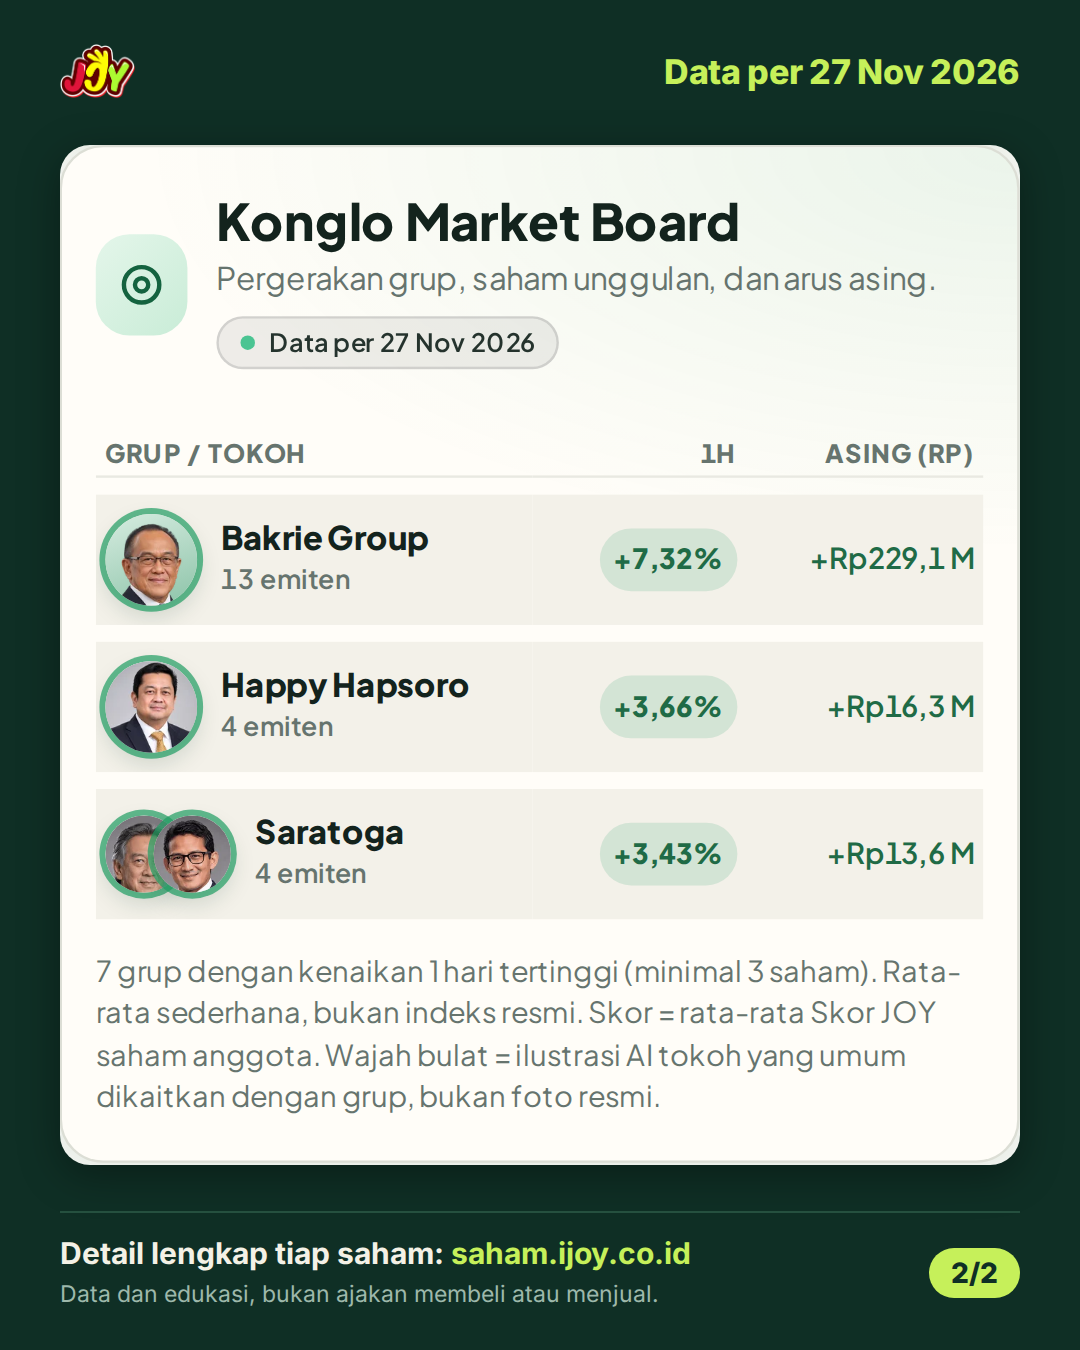 JOY
Data per 27 Nov 2026
Konglo Market Board
Pergerakan grup, saham unggulan, dan arus asing.
Data per 27 Nov 2026
GRUP / TOKOH 1H ASING (RP)
Bakrie Group
13 emiten
+7,32% +Rp229,1 M
Happy Hapsoro
4 emiten
+3,66% +Rp16,3 M
Saratoga
4 emiten
+3,43% +Rp13,6 M
7 grup dengan kenaikan 1 hari tertinggi (minimal 3 saham). Rata-
rata sederhana, bukan indeks resmi. Skor = rata-rata Skor JOY
saham anggota. Wajah bulat = ilustrasi AI tokoh yang umum
dikaitkan dengan grup, bukan foto resmi.
Detail lengkap tiap saham: saham.ijoy.co.id
Data dan edukasi, bukan ajakan membeli atau menjual.
2/2